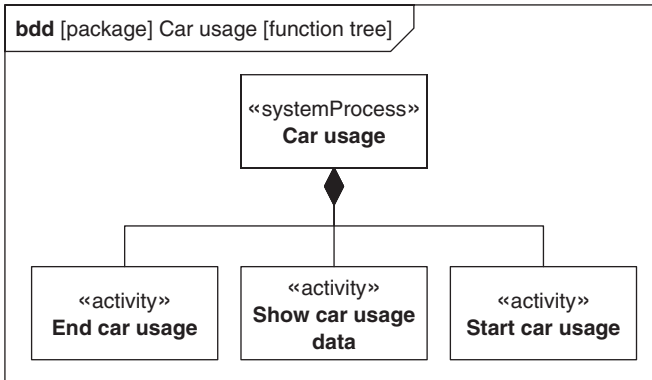 bdd [package] Car usage [function tree]
«systemProcess»
Car usage
«activity»
End car usage
«activity»
Show car usage
data
«activity»
Start car usage